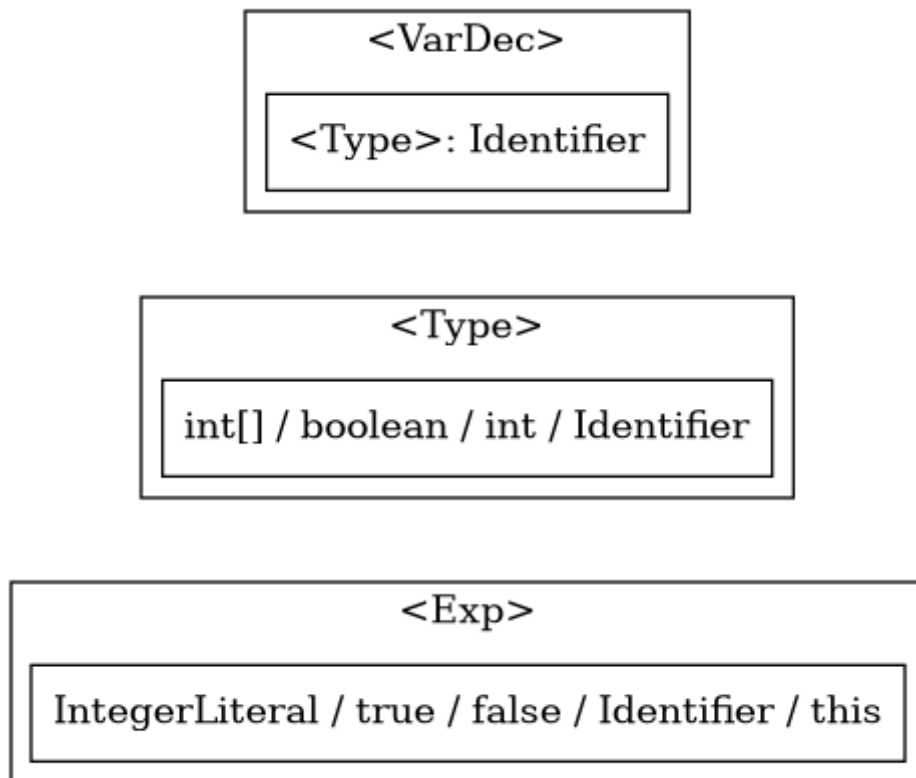 <VarDec>
<Type>: Identifier
<Type>
int[] / boolean / int / Identifier
<Exp>
IntegerLiteral / true / false / Identifier / this